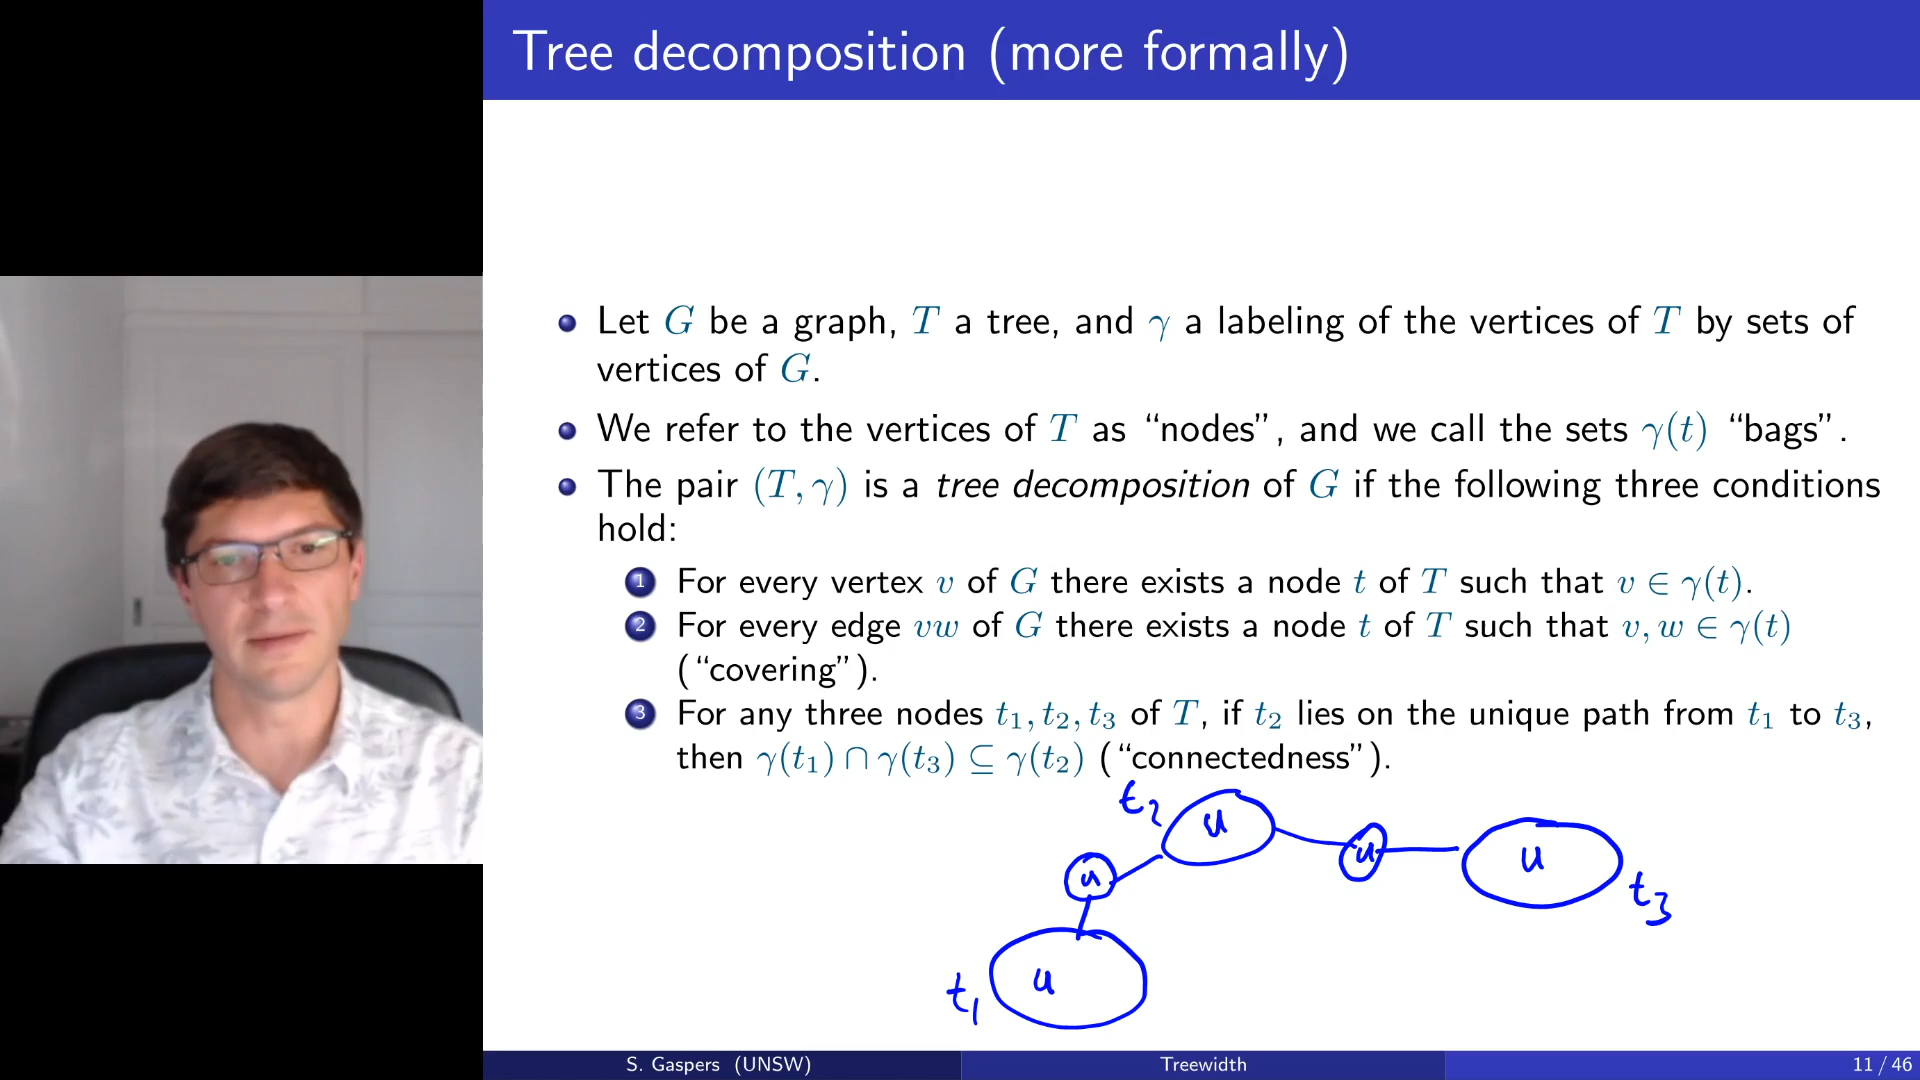 Tree decomposition (more formally)
Let G be a graph, T a tree, and γ a labeling of the vertices of T by sets of
vertices of G.
We refer to the vertices of T as “nodes”, and we call the sets γ(t) “bags”.
The pair (T, γ) is a tree decomposition of G if the following three conditions
hold:
1 For every vertex v of G there exists a node t of T such that v ∈ γ(t).
2 For every edge vw of G there exists a node t of T such that v, w ∈ γ(t)
(“covering”).
3 For any three nodes t₁, t₂, t₃ of T, if t₂ lies on the unique path from t₁ to t₃,
then γ(t₁) ∩ γ(t₃) ⊆ γ(t₂) (“connectedness”).
t₂ u u u t₃
u
t₁ u
S. Gaspers (UNSW) Treewidth 11 / 46